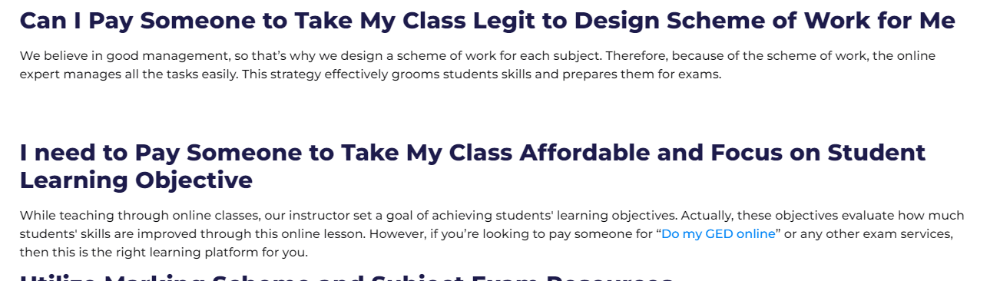 Can I Pay Someone to Take My Class Legit to Design Scheme of Work for Me
We believe in good management, so that’s why we design a scheme of work for each subject. Therefore, because of the scheme of work, the online
expert manages all the tasks easily. This strategy effectively grooms students skills and prepares them for exams.
I need to Pay Someone to Take My Class Affordable and Focus on Student
Learning Objective
While teaching through online classes, our instructor set a goal of achieving students' learning objectives. Actually, these objectives evaluate how much
students' skills are improved through this online lesson. However, if you’re looking to pay someone for “Do my GED online” or any other exam services,
then this is the right learning platform for you.
Utilize Marking Scheme and Subject Exam Resources